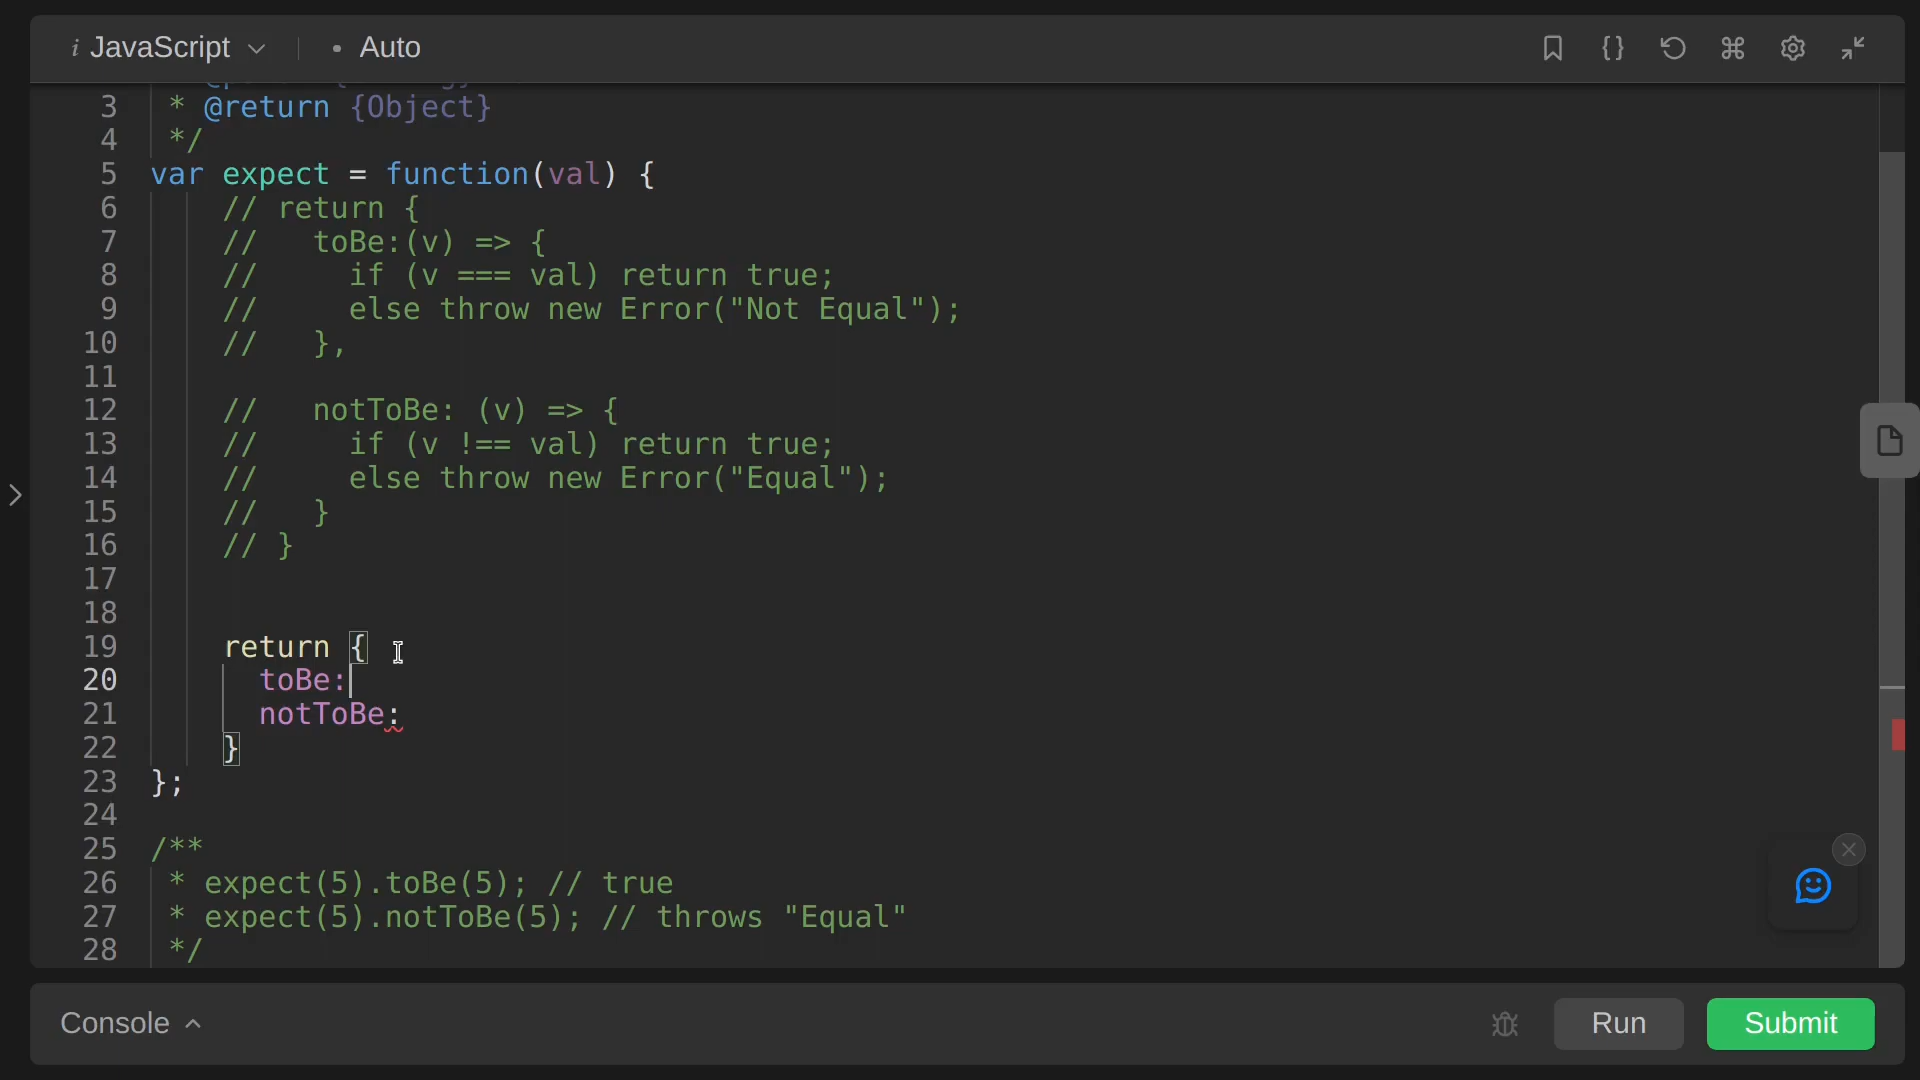 i JavaScript • Auto
3 * @return {Object}
4 */
5 var expect = function(val) {
6 // return {
7 // toBe:(v) => {
8 // if (v === val) return true;
9 // else throw new Error("Not Equal");
10 // },
11
12 // notToBe: (v) => {
13 // if (v !== val) return true;
14 // else throw new Error("Equal");
15 // }
16 // }
17
18
19 return {
20 toBe:
21 notToBe:
22 }
23 };
24
25 /**
26 * expect(5).toBe(5); // true
27 * expect(5).notToBe(5); // throws "Equal"
28 */
Console Run Submit